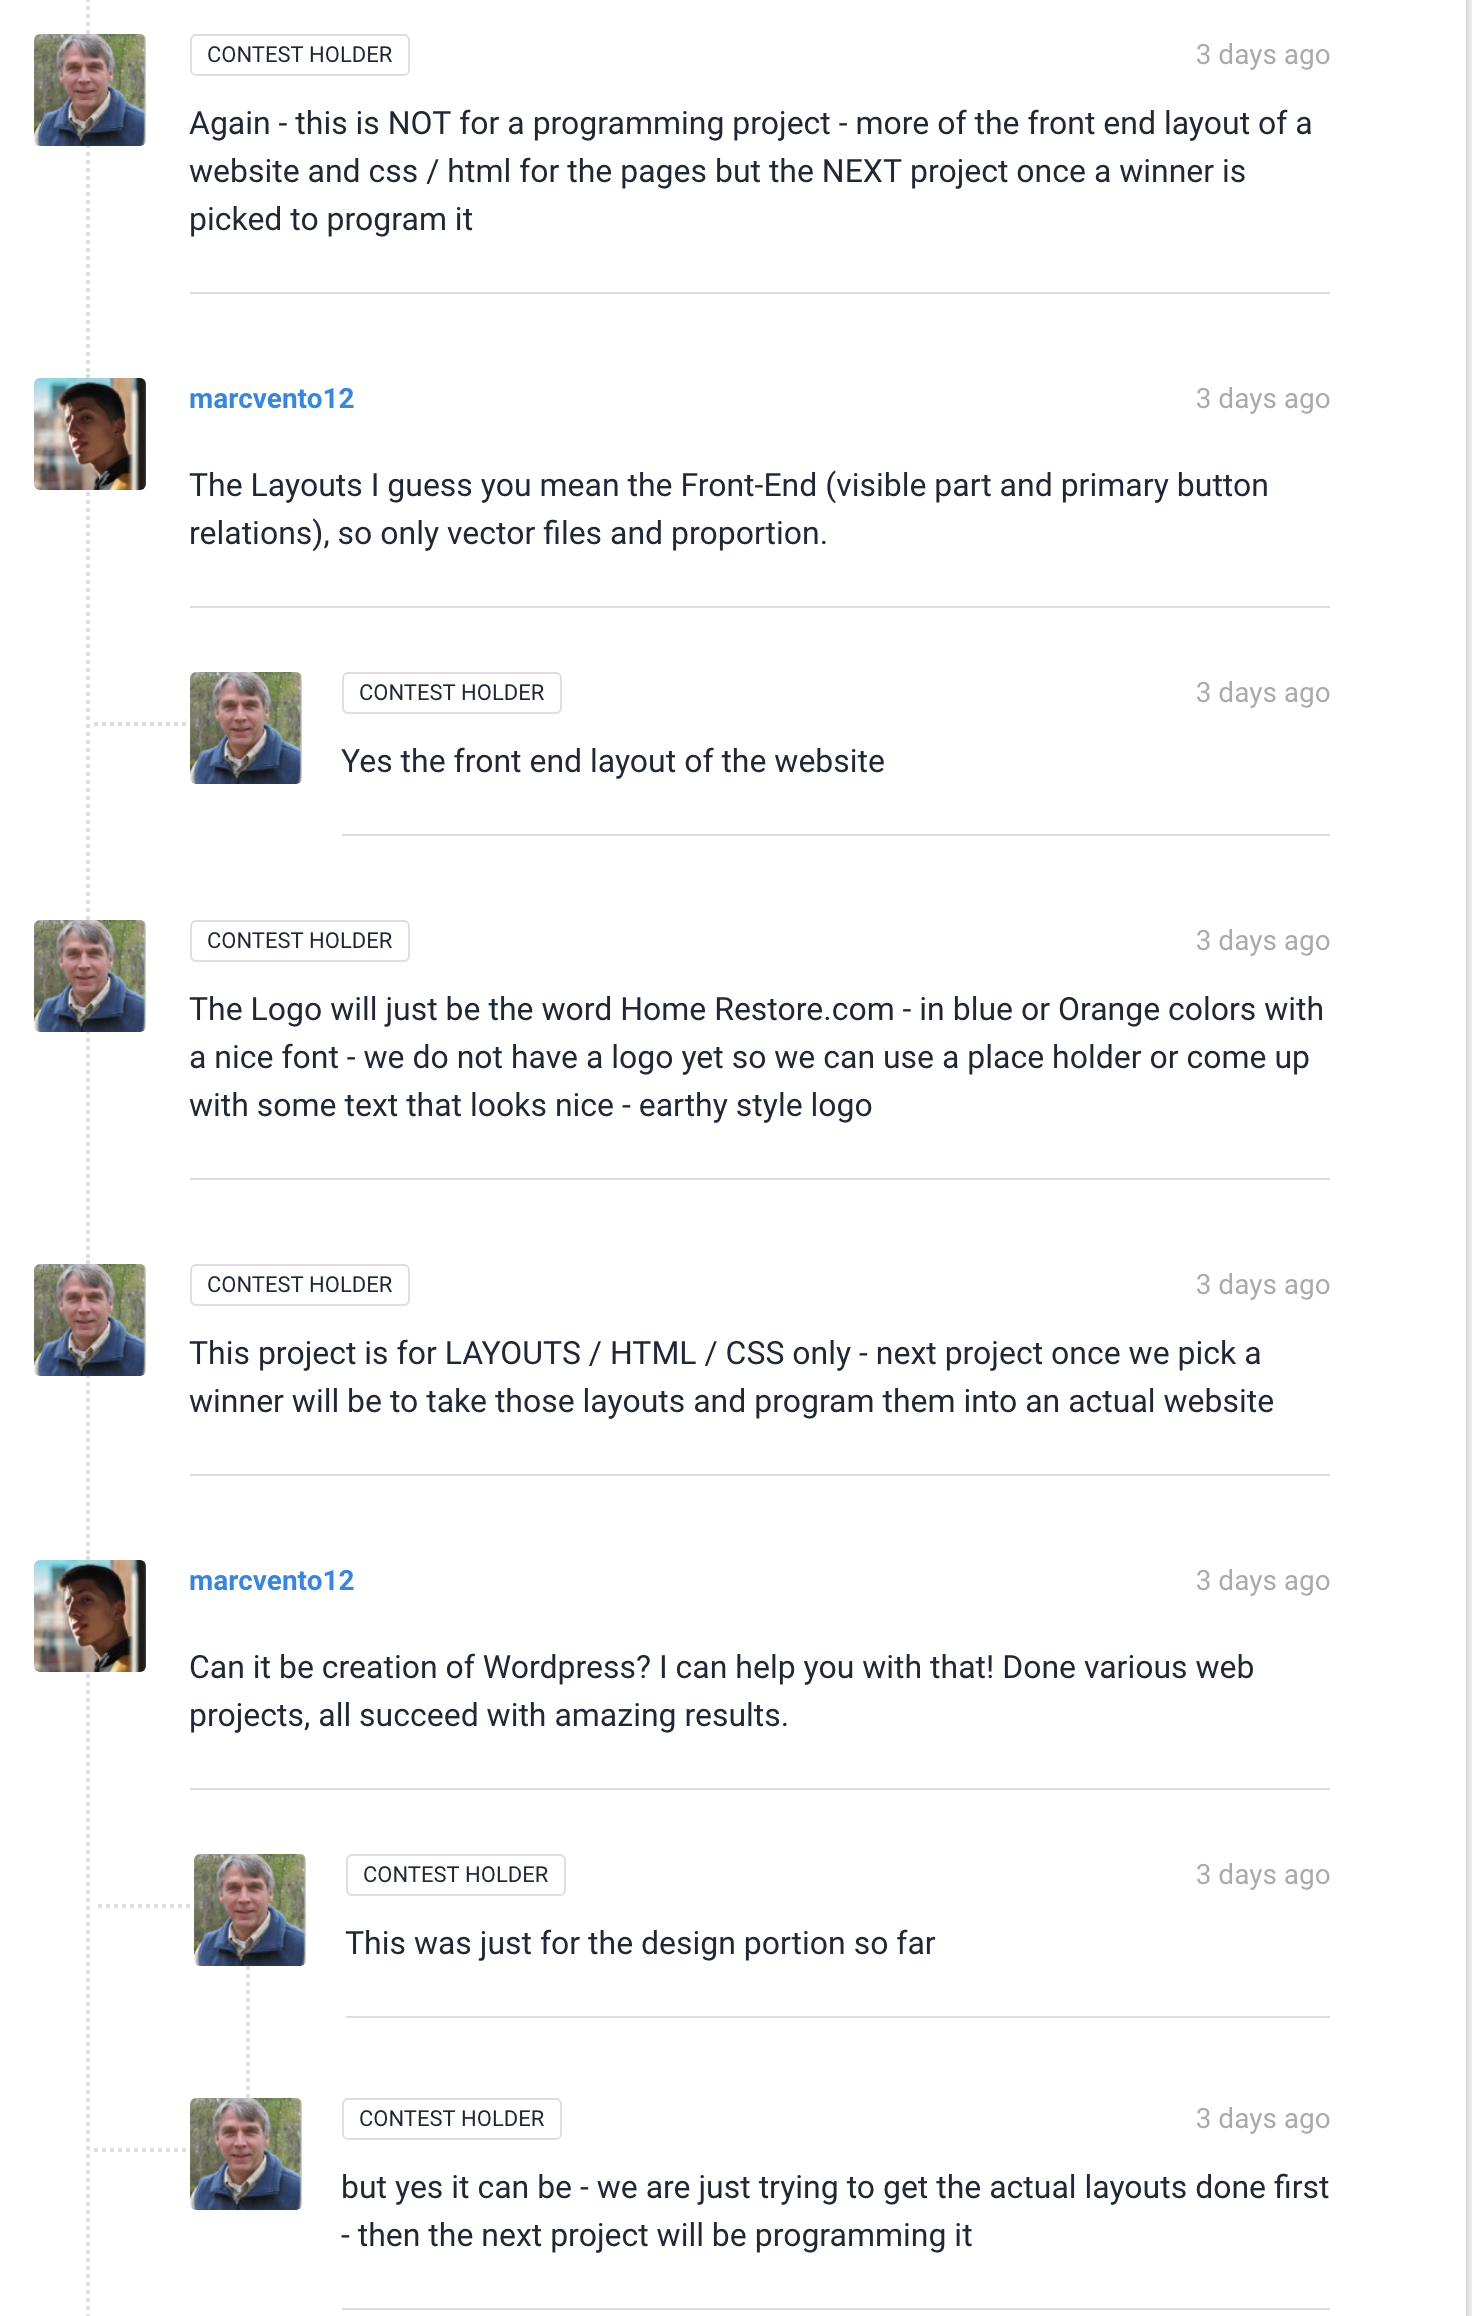 CONTEST HOLDER
3 days ago
Again - this is NOT for a programming project - more of the front end layout of a
website and css / html for the pages but the NEXT project once a winner is
picked to program it
marcvento12
3 days ago
The Layouts I guess you mean the Front-End (visible part and primary button
relations), so only vector files and proportion.
CONTEST HOLDER
3 days ago
Yes the front end layout of the website
CONTEST HOLDER
3 days ago
The Logo will just be the word Home Restore.com - in blue or Orange colors with
a nice font - we do not have a logo yet so we can use a place holder or come up
with some text that looks nice - earthy style logo
CONTEST HOLDER
3 days ago
This project is for LAYOUTS / HTML / CSS only - next project once we pick a
winner will be to take those layouts and program them into an actual website
marcvento12
3 days ago
Can it be creation of Wordpress? I can help you with that! Done various web
projects, all succeed with amazing results.
CONTEST HOLDER
3 days ago
This was just for the design portion so far
CONTEST HOLDER
3 days ago
but yes it can be - we are just trying to get the actual layouts done first
- then the next project will be programming it